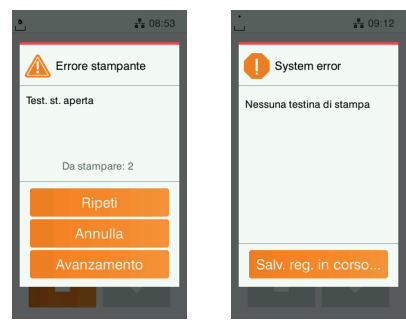 08:53
Errore stampante
Test. st. aperta
Da stampare: 2
Ripeti
Annulla
Avanzamento
09:12
System error
Nessuna testina di stampa
Salv. reg. in corso...